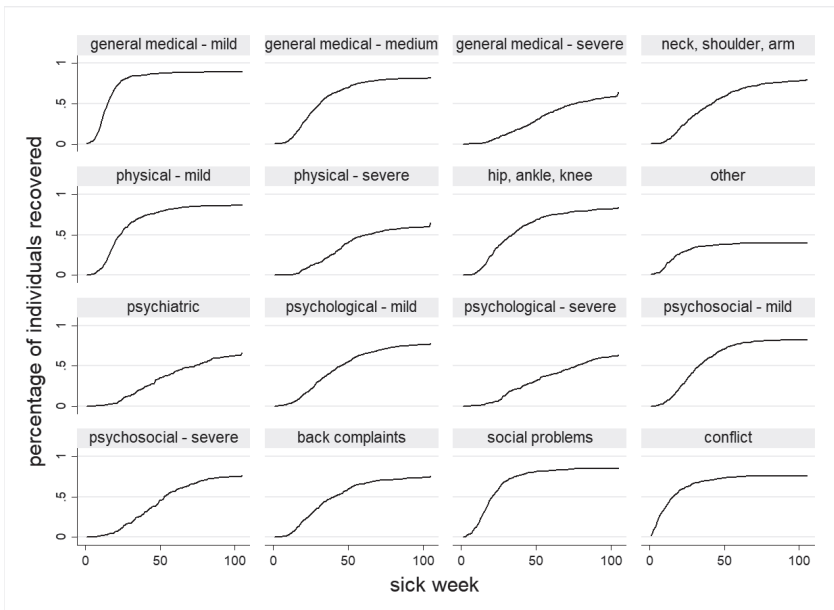 general medical - mild
general medical - medium
general medical - severe
neck, shoulder, arm
1
.5
0
physical - mild
physical - severe
hip, ankle, knee
other
1
.5
0
psychiatric
psychological - mild
psychological - severe
psychosocial - mild
1
.5
0
psychosocial - severe
back complaints
social problems
conflict
1
.5
0
0 50 100 0 50 100 0 50 100 0 50 100
percentage of individuals recovered
sick week